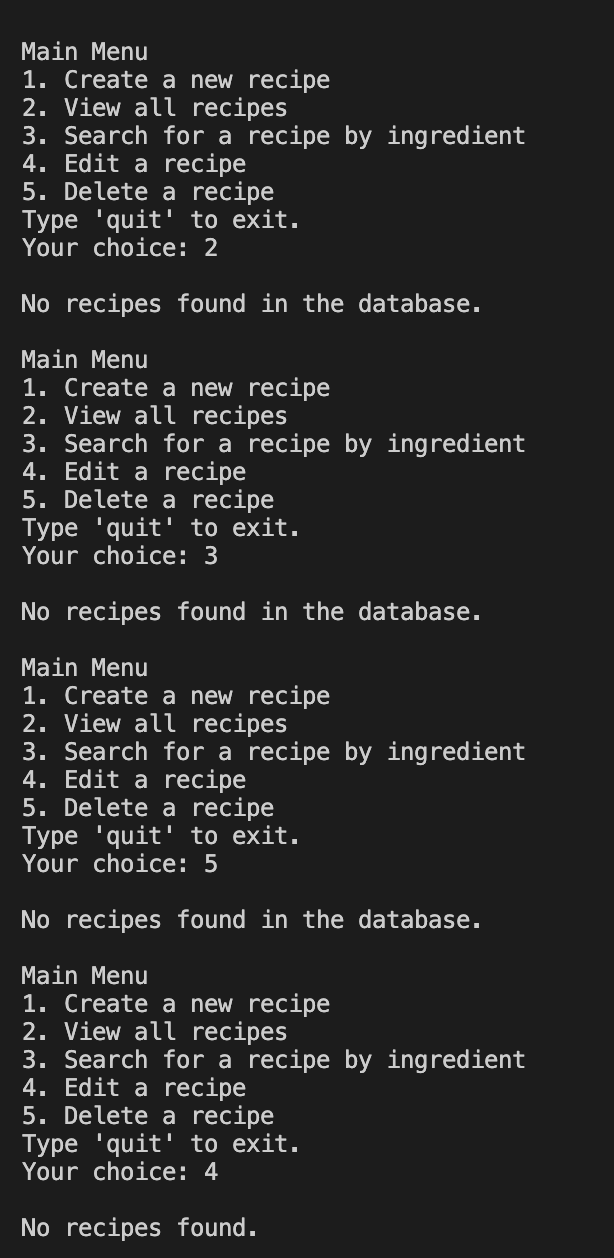 Main Menu
1. Create a new recipe
2. View all recipes
3. Search for a recipe by ingredient
4. Edit a recipe
5. Delete a recipe
Type 'quit' to exit.
Your choice: 2
No recipes found in the database.
Main Menu
1. Create a new recipe
2. View all recipes
3. Search for a recipe by ingredient
4. Edit a recipe
5. Delete a recipe
Type 'quit' to exit.
Your choice: 3
No recipes found in the database.
Main Menu
1. Create a new recipe
2. View all recipes
3. Search for a recipe by ingredient
4. Edit a recipe
5. Delete a recipe
Type 'quit' to exit.
Your choice: 5
No recipes found in the database.
Main Menu
1. Create a new recipe
2. View all recipes
3. Search for a recipe by ingredient
4. Edit a recipe
5. Delete a recipe
Type 'quit' to exit.
Your choice: 4
No recipes found.